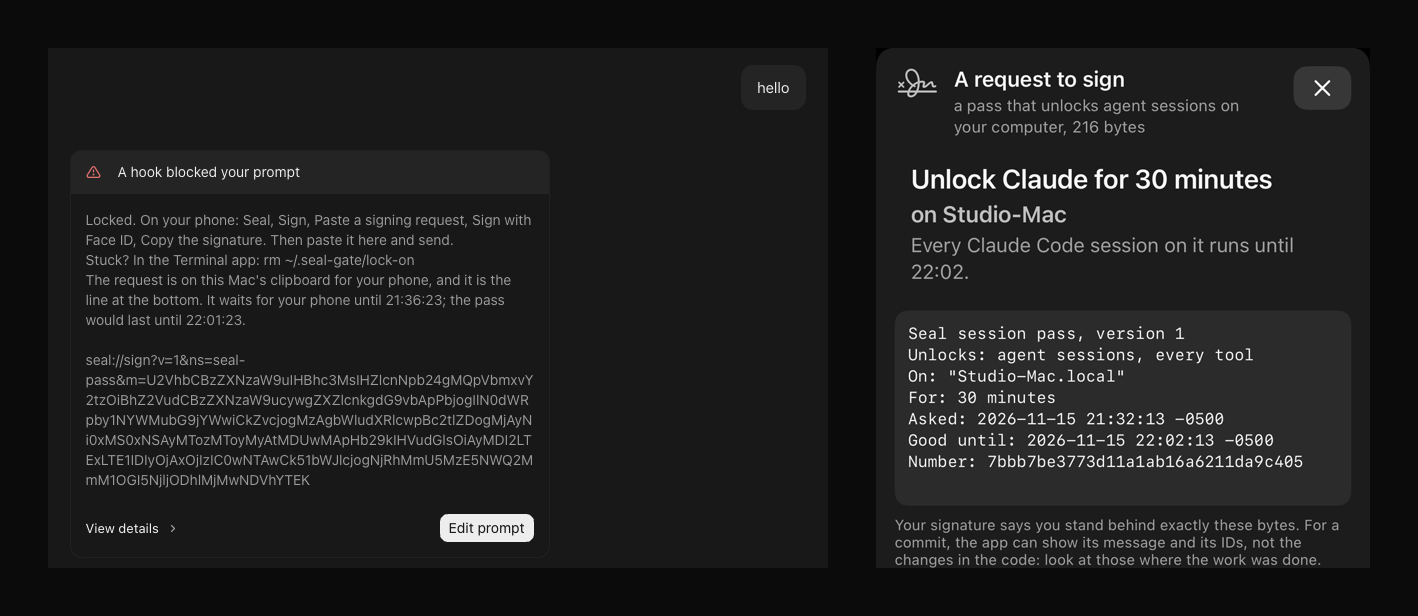 hello
A hook blocked your prompt
Locked. On your phone: Seal, Sign, Paste a signing request, Sign with
Face ID, Copy the signature. Then paste it here and send.
Stuck? In the Terminal app: rm ~/.seal-gate/lock-on
The request is on this Mac's clipboard for your phone, and it is the
line at the bottom. It waits for your phone until 21:36:23; the pass
would last until 22:01:23.
seal://sign?v=1&ns=seal-
pass&m=U2VhbCBzZXNzaW9uIHBhc3MsIHZlcnNpb24gMQpVbmxvY
2tzOiBhZ2VudCBzZXNzaW9ucywgZXZlcnkgdG9vbApPbjogIlN0dWR
pby1NYWMubG9jYWwiCkZvcjogMzAgbWludXRlcwpBc2tlZDogMjAyN
i0xMS0xNSAyMTozMToyMyAtMDUwMApHb29kIHVudGlsOiAyMDI2LT
ExLTE1IDIyOjAxOjIzIC0wNTAwCk51bWJlcjogNjRhMmU5MzE5NWQ2M
mM1OGI5NjljODhlMjMwNDVhYTEK
View details
Edit prompt
A request to sign
a pass that unlocks agent sessions on
your computer, 216 bytes
Unlock Claude for 30 minutes
on Studio-Mac
Every Claude Code session on it runs until
22:02.
Seal session pass, version 1
Unlocks: agent sessions, every tool
On: "Studio-Mac.local"
For: 30 minutes
Asked: 2026-11-15 21:32:13 -0500
Good until: 2026-11-15 22:02:13 -0500
Number: 7bbb7be3773d11a1ab16a6211da9c405
Your signature says you stand behind exactly these bytes. For a
commit, the app can show its message and its IDs, not the
changes in the code: look at those where the work was done.